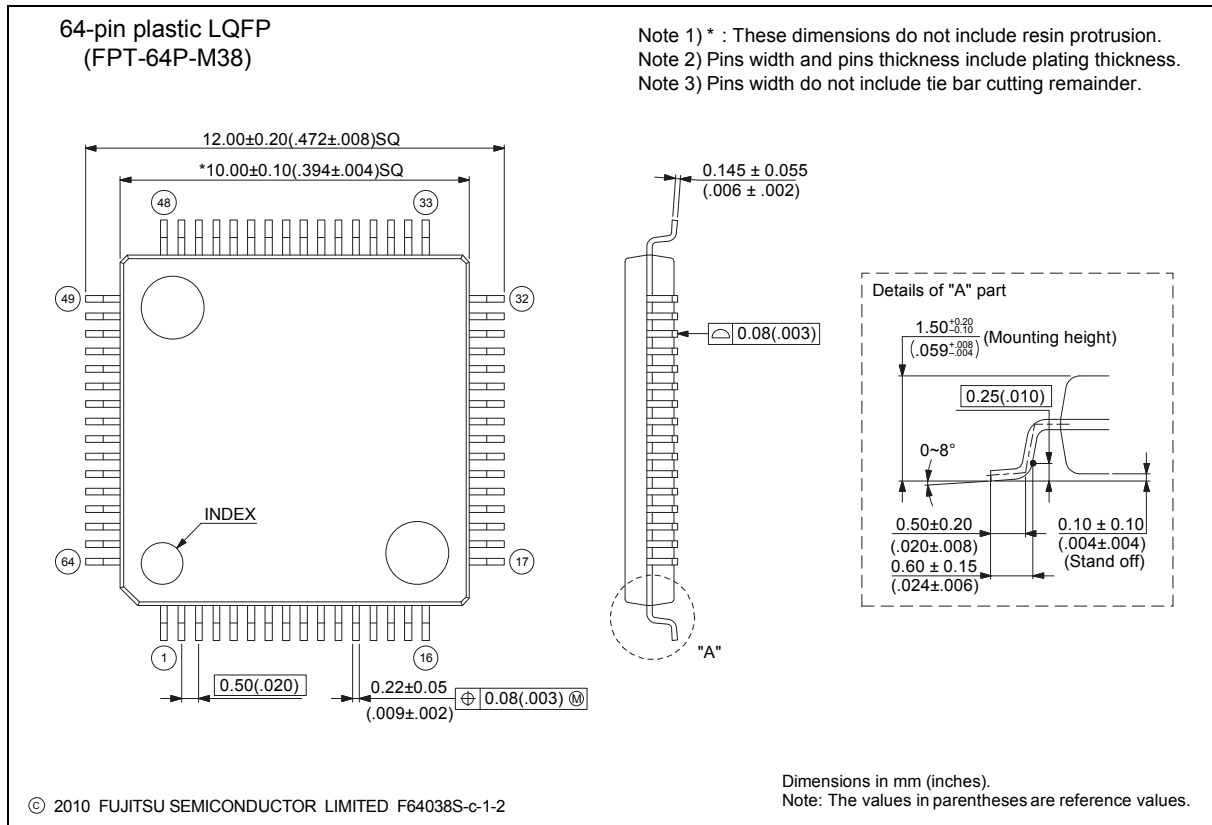 64-pin plastic LQFP
(FPT-64P-M38)
Note 1) * : These dimensions do not include resin protrusion.
Note 2) Pins width and pins thickness include plating thickness.
Note 3) Pins width do not include tie bar cutting remainder.
12.00±0.20(.472±.008)SQ
*10.00±0.10(.394±.004)SQ
48
33
49
32
INDEX
64
17
1
16
0.50(.020)
0.22±0.05
(.009±.002)
⌖ 0.08(.003) Ⓜ
0.145 ± 0.055
(.006 ± .002)
⌓ 0.08(.003)
"A"
Details of "A" part
1.50 +0.20 –0.10
(.059 +.008 –.004)
(Mounting height)
0.25(.010)
0~8°
0.50±0.20
(.020±.008)
0.60 ± 0.15
(.024±.006)
0.10 ± 0.10
(.004±.004)
(Stand off)
© 2010 FUJITSU SEMICONDUCTOR LIMITED F64038S-c-1-2
Dimensions in mm (inches).
Note: The values in parentheses are reference values.